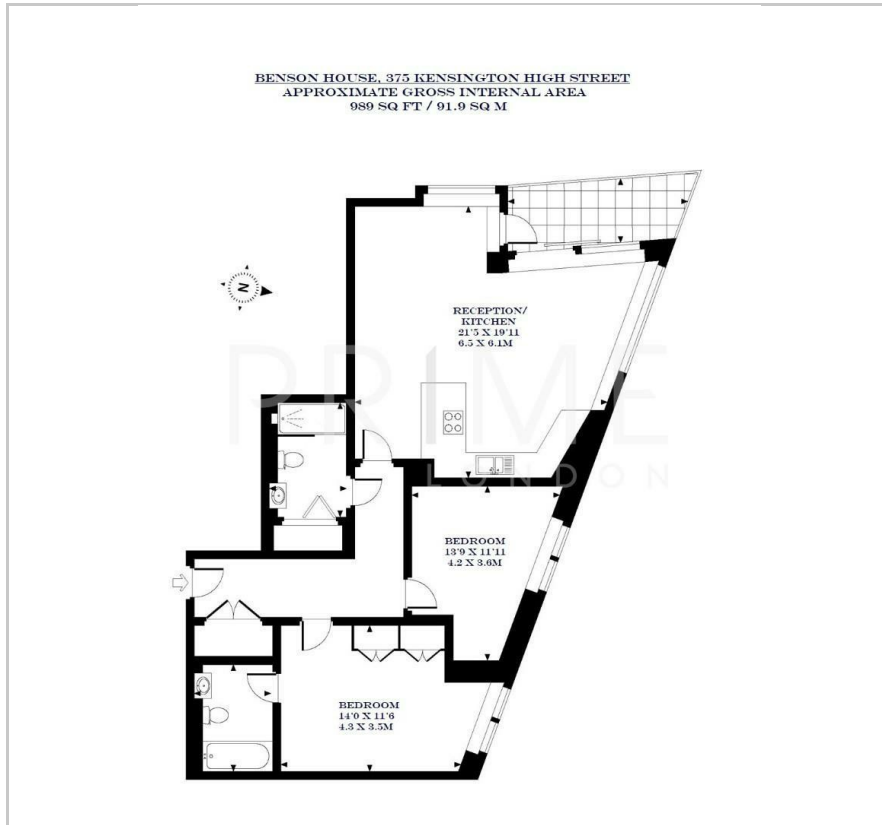 BENSON HOUSE, 375 KENSINGTON HIGH STREET
APPROXIMATE GROSS INTERNAL AREA
989 SQ FT / 91.9 SQ M
N
RECEPTION/
KITCHEN
21'5 X 19'11
6.5 X 6.1M
PRIME
LONDON
BEDROOM
13'9 X 11'11
4.2 X 3.6M
BEDROOM
14'0 X 11'6
4.3 X 3.5M